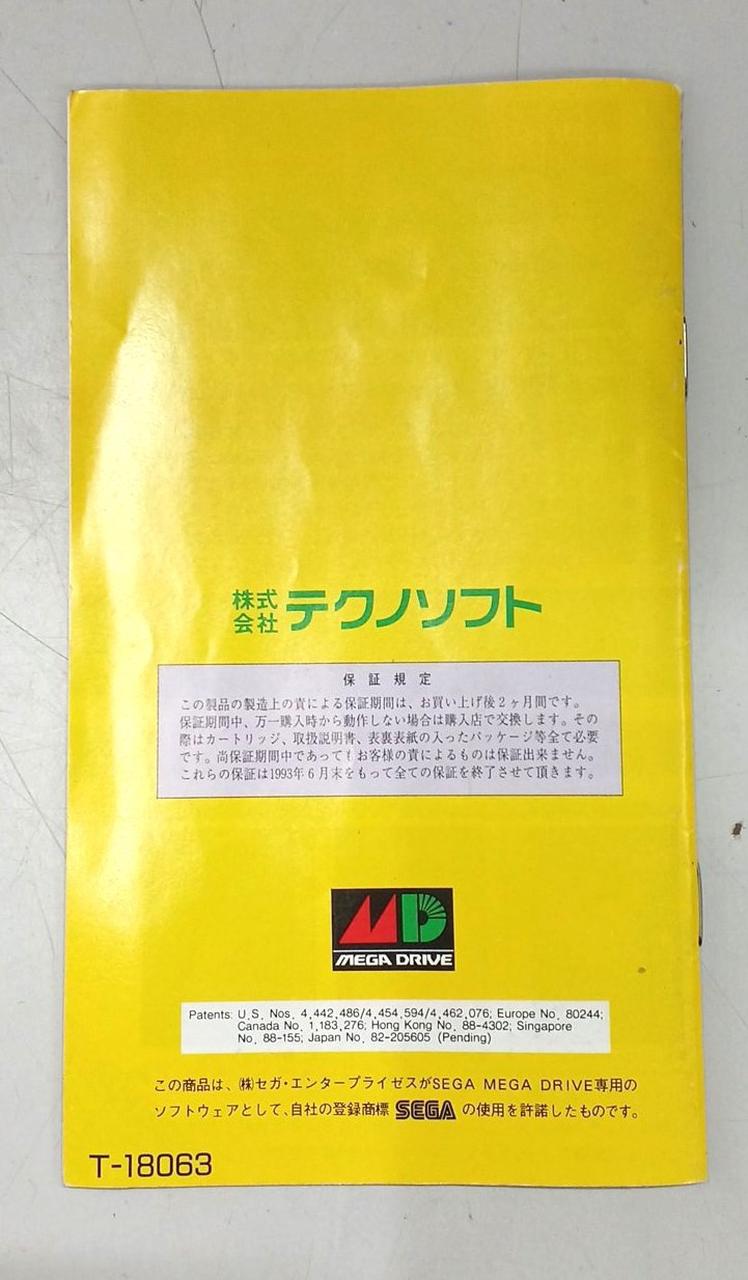 株式会社 テクノソフト
保証規定
この製品の製造上の責による保証期間は、お買い上げ後2ヶ月間です。
保証期間中、万一購入時から動作しない場合は購入店で交換します。その
際はカートリッジ、取扱説明書、表裏表紙の入ったパッケージ等全て必要
です。尚保証期間中であってもお客様の責によるものは保証出来ません。
これらの保証は1993年6月末をもって全ての保証を終了させて頂きます。
MD
MEGA DRIVE
Patents: U.S. Nos. 4,442,486/4,454,594/4,462,076; Europe No. 80244;
Canada No. 1,183,276; Hong Kong No. 88-4302; Singapore
No. 88-155; Japan No. 82-205605 (Pending)
この商品は、㈱セガ・エンタープライゼスがSEGA MEGA DRIVE専用の
ソフトウェアとして、自社の登録商標 SEGA の使用を許諾したものです。
T-18063